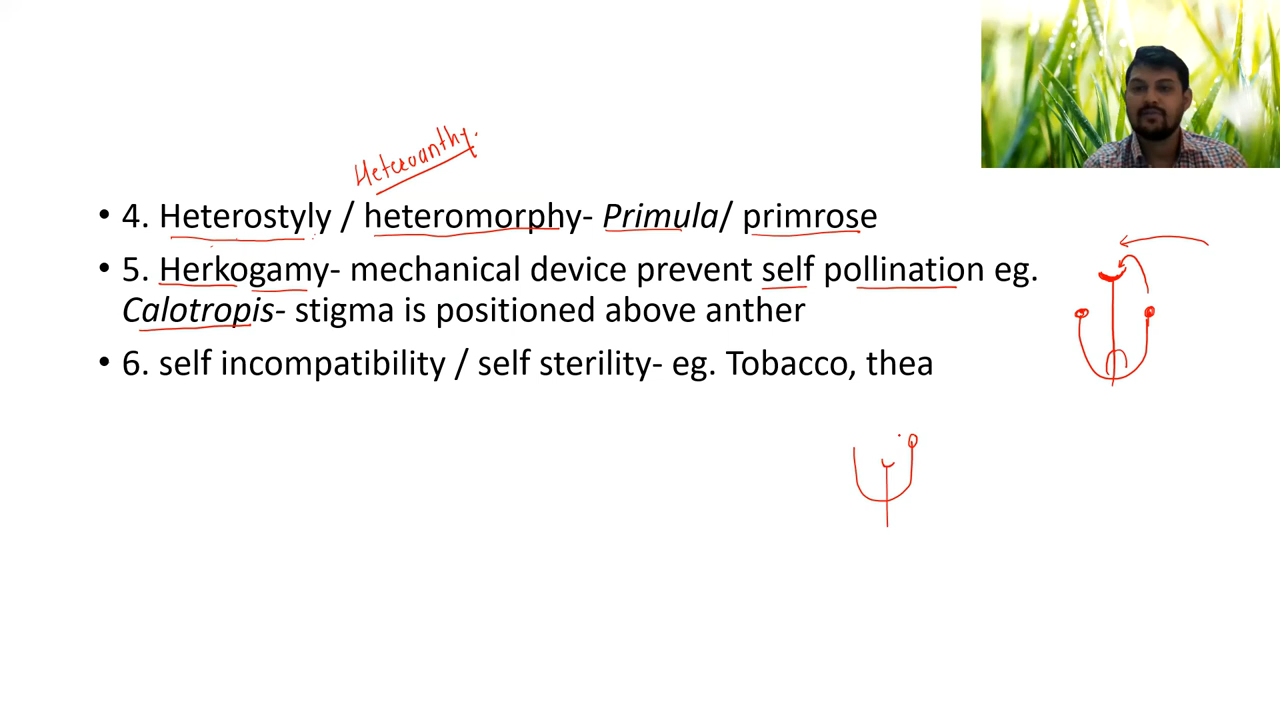 Heteroanthy.
• 4. Heterostyly / heteromorphy- Primula/ primrose
• 5. Herkogamy- mechanical device prevent self pollination eg.
Calotropis- stigma is positioned above anther
• 6. self incompatibility / self sterility- eg. Tobacco, thea